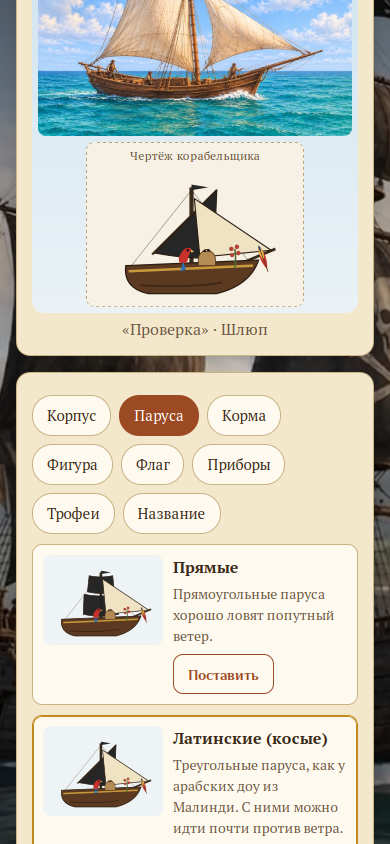 Чертёж корабельщика
«Проверка» · Шлюп
Корпус
Паруса
Корма
Фигура
Флаг
Приборы
Трофеи
Название
Прямые
Прямоугольные паруса
хорошо ловят попутный
ветер.
Поставить
Латинские (косые)
Треугольные паруса, как у
арабских доу из
Малинди. С ними можно
идти почти против ветра.